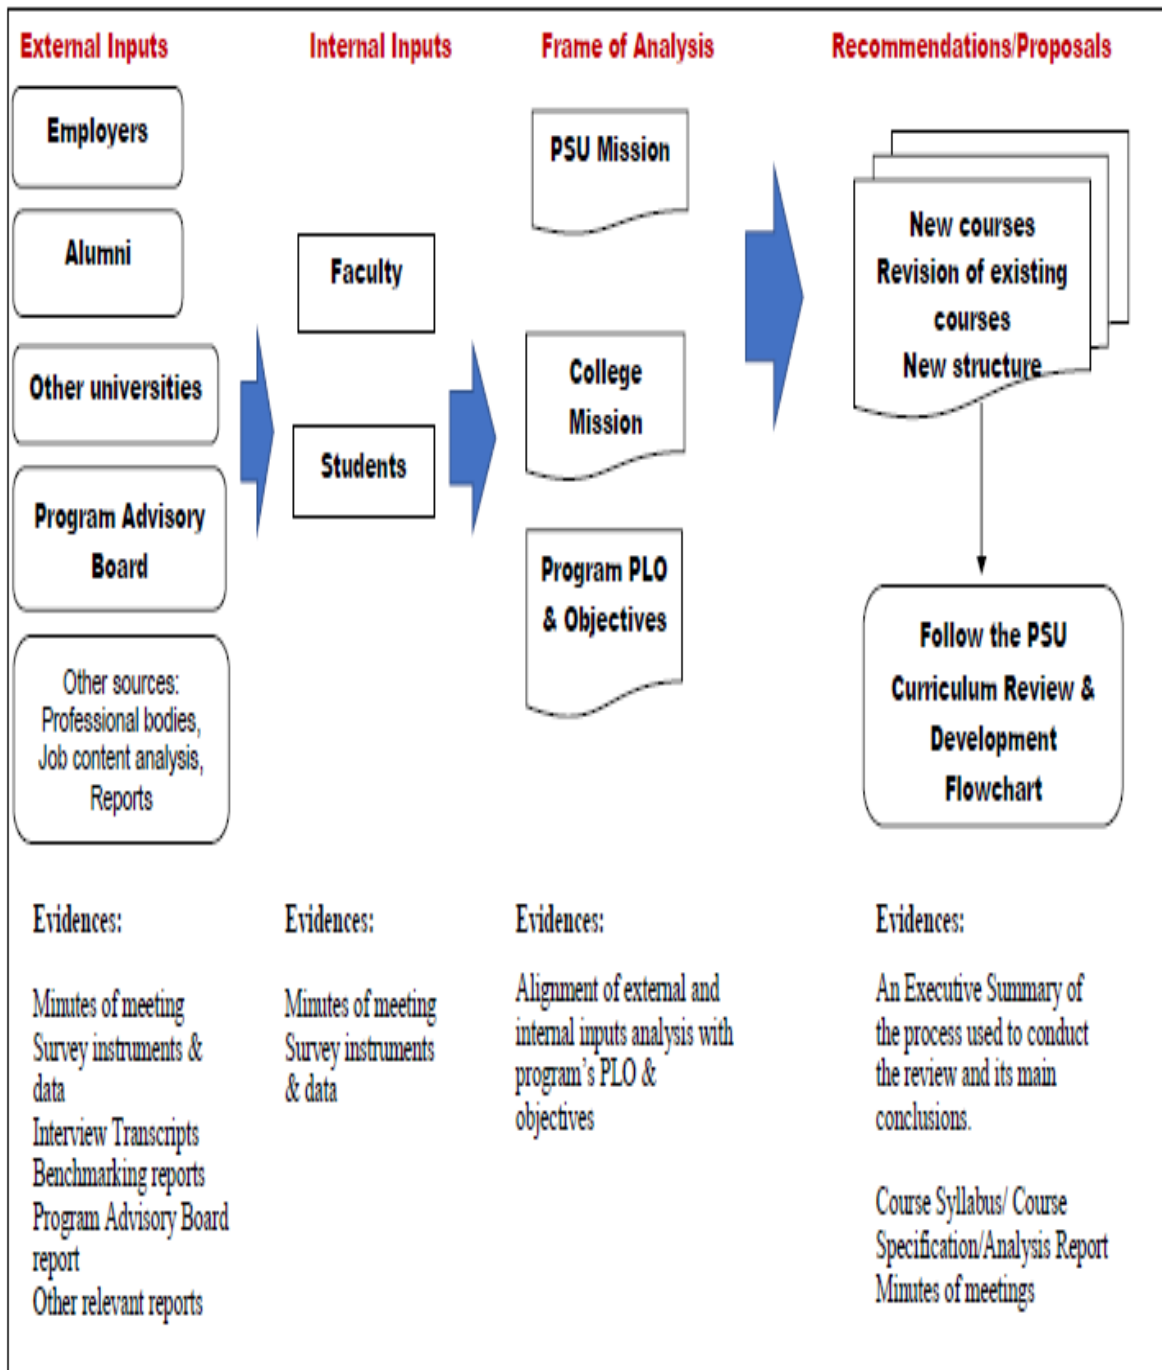 External Inputs
Employers
Alumni
Other universities
Program Advisory
Board
Other sources:
Professional bodies,
Job content analysis,
Reports
Evidences:
Minutes of meeting
Survey instruments &
data
Interview Transcripts
Benchmarking reports
Program Advisory Board
report
Other relevant reports
Internal Inputs
Faculty
Students
Evidences:
Minutes of meeting
Survey instruments
& data
Frame of Analysis
PSU Mission
College
Mission
Program PLO
& Objectives
Evidences:
Alignment of external and
internal inputs analysis with
program's PLO &
objectives
Recommendations/Proposals
New courses
Revision of existing
courses
New structure
Follow the PSU
Curriculum Review &
Development
Flowchart
Evidences:
An Executive Summary of
the process used to conduct
the review and its main
conclusions.
Course Syllabus/ Course
Specification/Analysis Report
Minutes of meetings